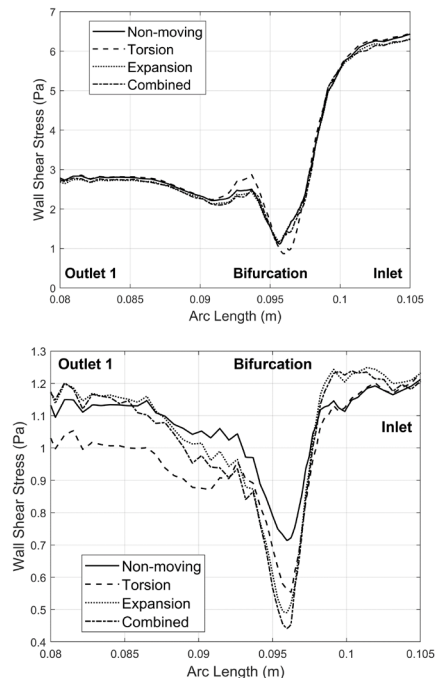 7
6
5
4
3
2
1
0
Wall Shear Stress (Pa)
Non-moving
Torsion
Expansion
Combined
Outlet 1 Bifurcation Inlet
0.08 0.085 0.09 0.095 0.1 0.105
Arc Length (m)
1.3
1.2
1.1
1
0.9
0.8
0.7
0.6
0.5
0.4
Wall Shear Stress (Pa)
Outlet 1 Bifurcation
Inlet
Non-moving
Torsion
Expansion
Combined
0.08 0.085 0.09 0.095 0.1 0.105
Arc Length (m)